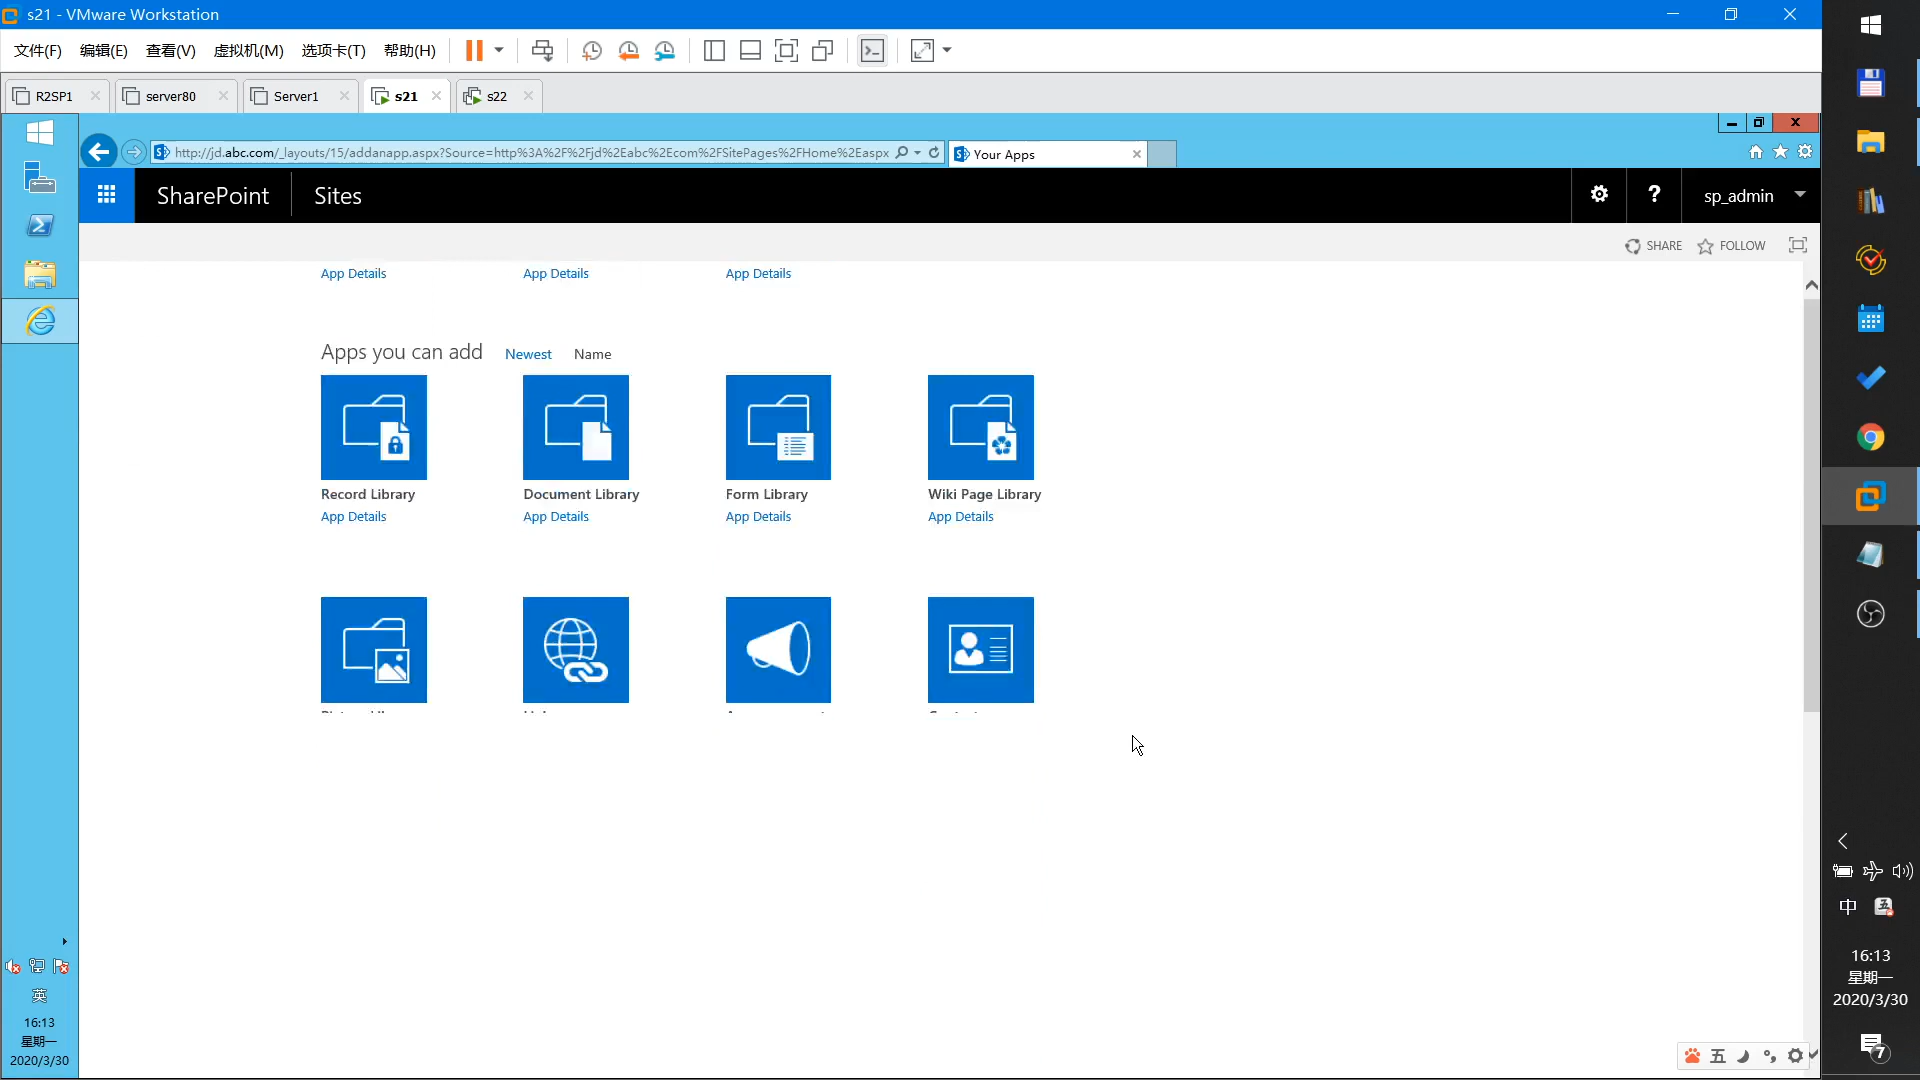 s21 - VMware Workstation
文件(F) 编辑(E) 查看(V) 虚拟机(M) 选项卡(T) 帮助(H)
R2SP1 server80 Server1 s21 s22
http://jd.abc.com/_layouts/15/addanapp.aspx?Source=http%3A%2F%2Fjd%2Eabc%2Ecom%2FSitePages%2FHome%2Easpx
Your Apps
SharePoint Sites
? sp_admin
SHARE FOLLOW
App Details App Details App Details
Apps you can add Newest Name
Record Library Document Library Form Library Wiki Page Library
App Details App Details App Details App Details
英
16:13
星期一
2020/3/30
五
中
五
16:13
星期一
2020/3/30
7